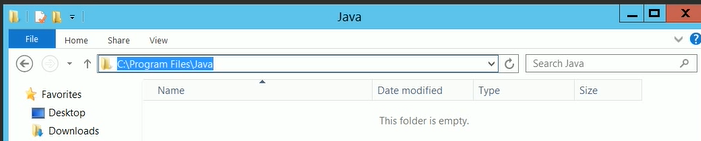 Java
File Home Share View
C:\Program Files\Java Search Java
Favorites Name Date modified Type Size
Desktop This folder is empty.
Downloads